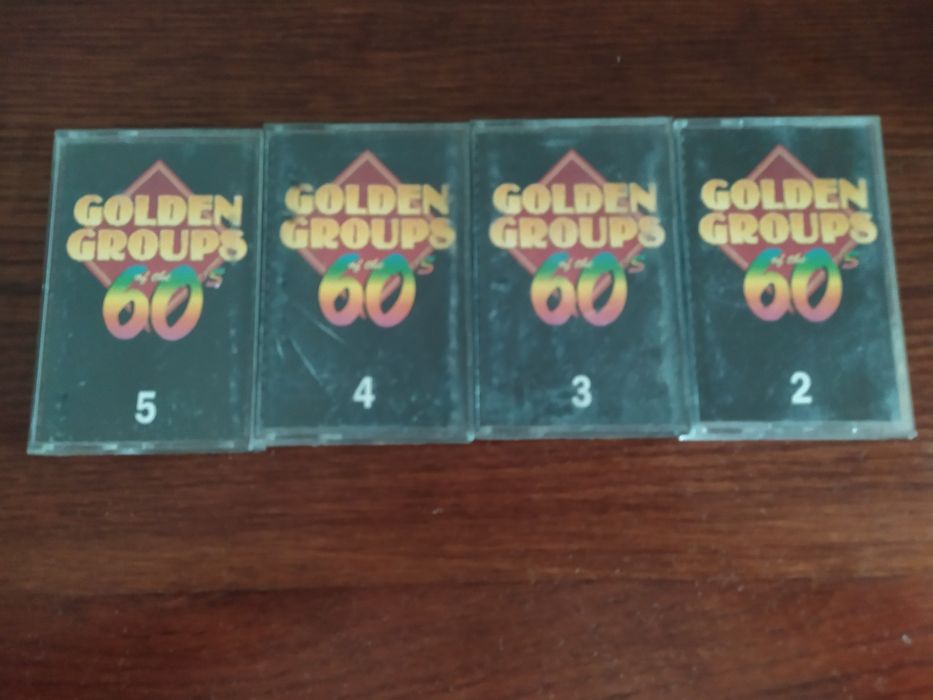 GOLDEN
GROUPS
of the
60's
5
GOLDEN
GROUPS
of the
60's
4
GOLDEN
GROUPS
of the
60's
3
GOLDEN
GROUPS
of the
60's
2